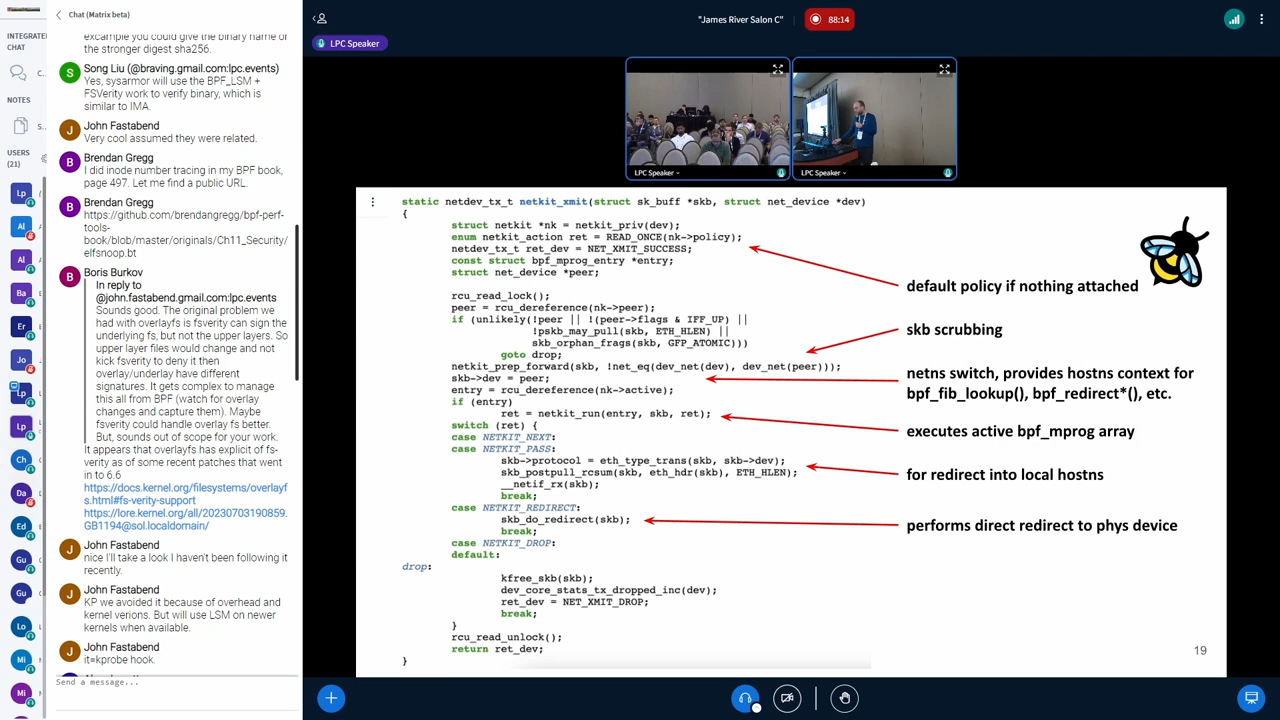 Chat (Matrix beta)
"James River Salon C"
88:14
LPC Speaker
INTEGRATE
CHAT
C...
NOTES
S...
USERS
(21)
Lp
Al
Al
Ba
Er
Jo
Lp
Lp
Ch
Da
Ed
Gu
Gu
Lo
Mi
Mi
excample you could give the binary name or
the stronger digest sha256.
Song Liu (@braving.gmail.com:lpc.events)
Yes, sysarmor will use the BPF_LSM +
FSVerity work to verify binary, which is
similar to IMA.
John Fastabend
Very cool assumed they were related.
Brendan Gregg
I did inode number tracing in my BPF book,
page 497. Let me find a public URL.
Brendan Gregg
https://github.com/brendangregg/bpf-perf-
tools-
book/blob/master/originals/Ch11_Security/
elfsnoop.bt
Boris Burkov
In reply to
@john.fastabend.gmail.com:lpc.events
Sounds good. The original problem we
had with overlayfs is fsverity can sign the
underlying fs, but not the upper layers. So
upper layer files would change and not
kick fsverity to deny it then
overlay/underlay have different
signatures. It gets complex to manage
this all from BPF (watch for overlay
changes and capture them). Maybe
fsverity could handle overlay fs better.
But, sounds out of scope for your work.
It appears that overlayfs has explicit of fs-
verity as of some recent patches that went
in to 6.6
https://docs.kernel.org/filesystems/overlayf
s.html#fs-verity-support
https://lore.kernel.org/all/20230703190859.
GB1194@sol.localdomain/
John Fastabend
nice I'll take a look I haven't been following it
recently.
John Fastabend
KP we avoided it because of overhead and
kernel verions. But will use LSM on newer
kernels when available.
John Fastabend
it=kprobe hook.
Send a message...
S
J
B
B
B
J
J
J
LPC Speaker
LPC Speaker
static netdev_tx_t netkit_xmit(struct sk_buff *skb, struct net_device *dev)
{
struct netkit *nk = netkit_priv(dev);
enum netkit_action ret = READ_ONCE(nk->policy);
netdev_tx_t ret_dev = NET_XMIT_SUCCESS;
const struct bpf_mprog_entry *entry;
struct net_device *peer;
rcu_read_lock();
peer = rcu_dereference(nk->peer);
if (unlikely(!peer || !(peer->flags & IFF_UP) ||
!pskb_may_pull(skb, ETH_HLEN) ||
skb_orphan_frags(skb, GFP_ATOMIC)))
goto drop;
netkit_prep_forward(skb, !net_eq(dev_net(dev), dev_net(peer)));
skb->dev = peer;
entry = rcu_dereference(nk->active);
if (entry)
ret = netkit_run(entry, skb, ret);
switch (ret) {
case NETKIT_NEXT:
case NETKIT_PASS:
skb->protocol = eth_type_trans(skb, skb->dev);
skb_postpull_rcsum(skb, eth_hdr(skb), ETH_HLEN);
__netif_rx(skb);
break;
case NETKIT_REDIRECT:
skb_do_redirect(skb);
break;
case NETKIT_DROP:
default:
drop:
kfree_skb(skb);
dev_core_stats_tx_dropped_inc(dev);
ret_dev = NET_XMIT_DROP;
break;
}
rcu_read_unlock();
return ret_dev;
}
default policy if nothing attached
skb scrubbing
netns switch, provides hostns context for
bpf_fib_lookup(), bpf_redirect*(), etc.
executes active bpf_mprog array
for redirect into local hostns
performs direct redirect to phys device
19